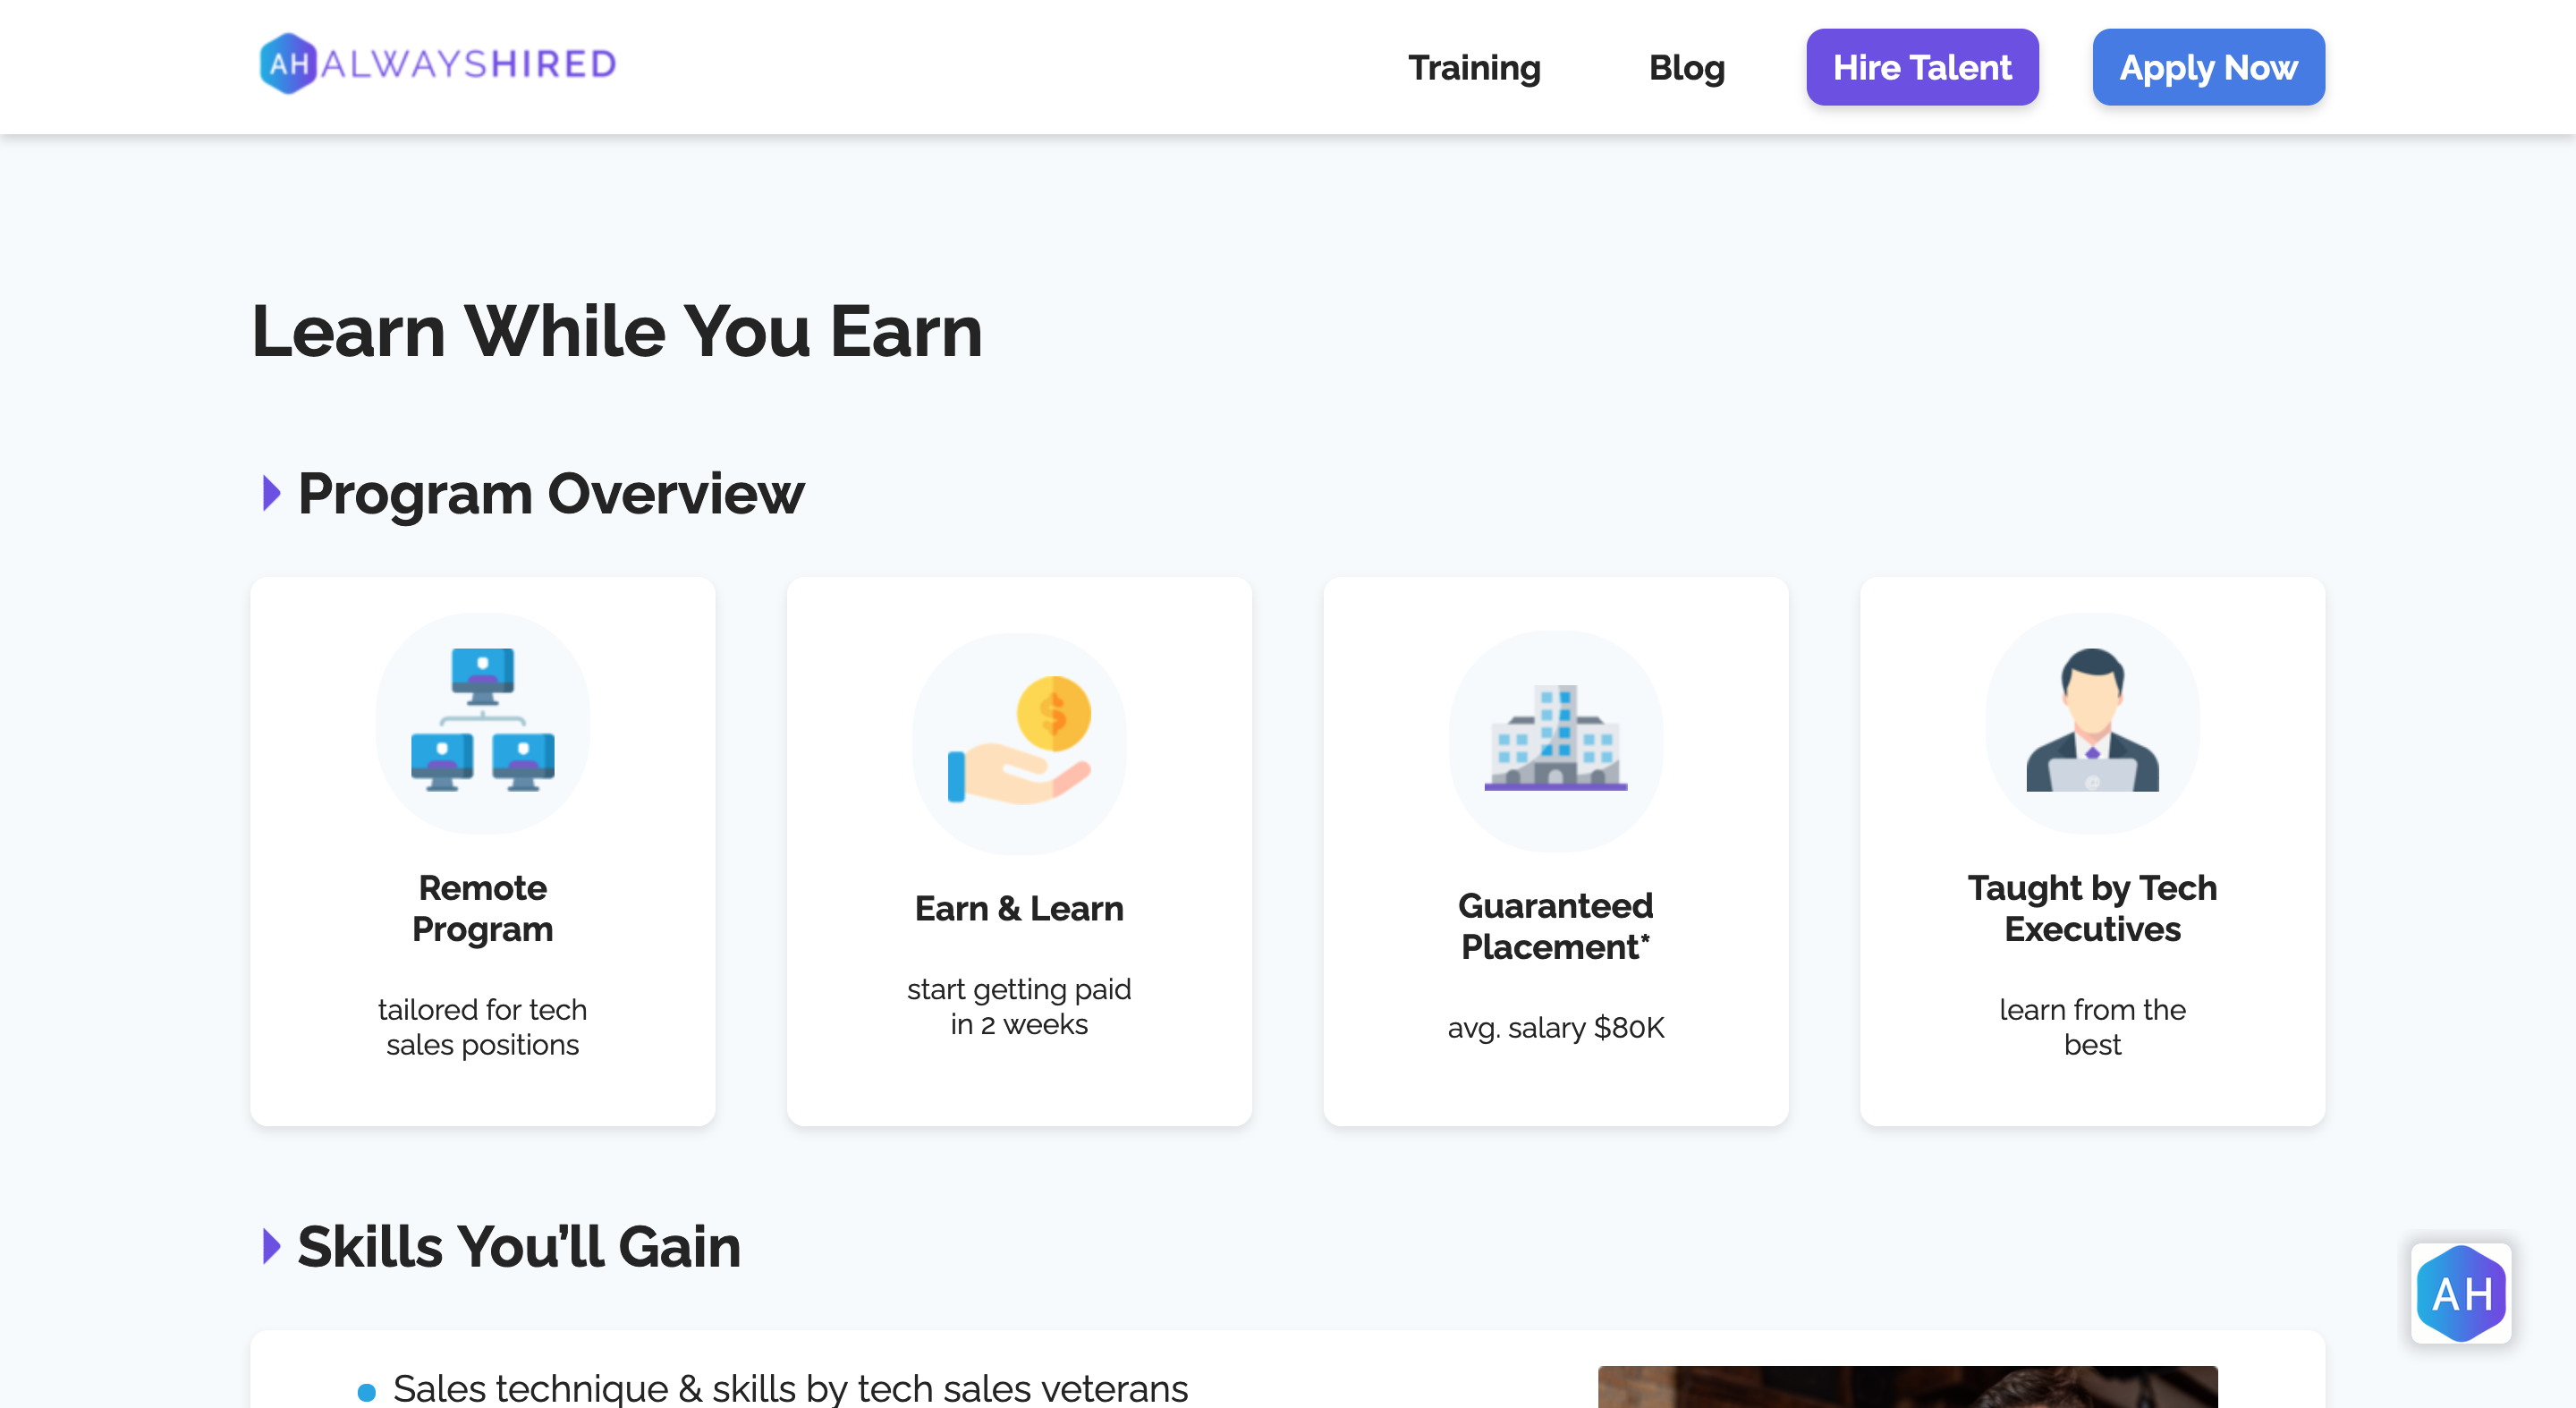 AH ALWAYSHIRED
Training
Blog
Hire Talent
Apply Now
Learn While You Earn
Program Overview
Remote
Program
tailored for tech
sales positions
$
Earn & Learn
start getting paid
in 2 weeks
Guaranteed
Placement*
avg. salary $80K
Taught by Tech
Executives
learn from the
best
Skills You’ll Gain
AH
Sales technique & skills by tech sales veterans